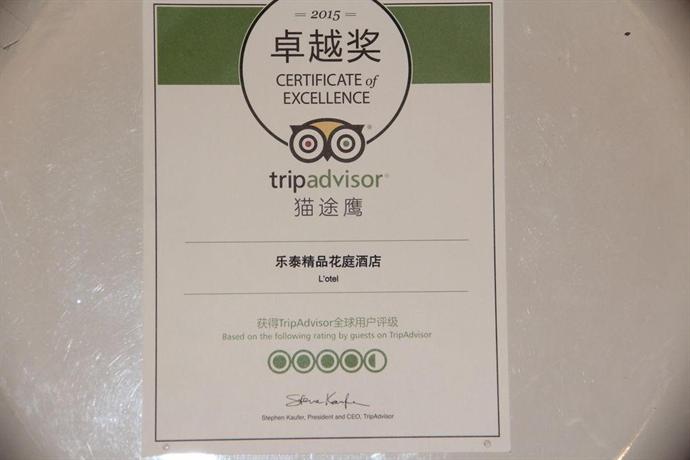 2015
卓越奖
CERTIFICATE of
EXCELLENCE
tripadvisor®
猫途鹰
乐泰精品花庭酒店
L'otel
获得TripAdvisor全球用户评级
Based on the following rating by guests on TripAdvisor
Steve Kaufer
Stephen Kaufer, President and CEO, TripAdvisor